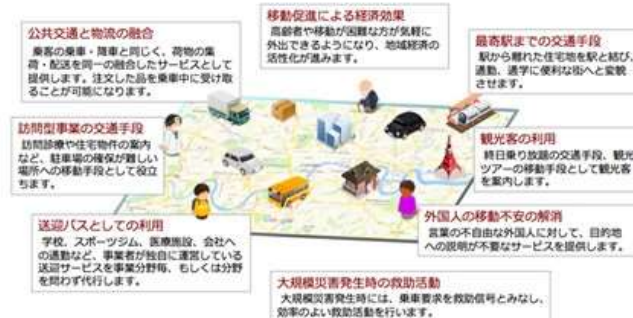 公共交通と物流の融合
乗客の乗車・降車と同じく、荷物の集
荷・配送を同一の融合したサービスとして
提供します。注文した品を乗車中に受け取
ることが可能になります。
移動促進による経済効果
高齢者や移動が困難な方が気軽に
外出できるようになり、地域経済の
活性化が進みます。
最寄駅までの交通手段
駅から離れた住宅地を駅と結び、
通勤、通学に便利な街へと変貌
させます。
訪問型事業の交通手段
訪問診療や住宅物件の案内
など、駐車場の確保が難しい
場所への移動手段として役立
ちます。
観光客の利用
終日乗り放題の交通手段、観光
ツアーの移動手段として観光客
を案内します。
送迎バスとしての利用
学校、スポーツジム、医療施設、会社へ
の通勤など、事業者が独自に運営している
送迎サービスを事業分野毎、もしくは分野
を問わず代行します。
外国人の移動不安の解消
言葉の不自由な外国人に対して、目的地
への説明が不要なサービスを提供します。
大規模災害発生時の救助活動
大規模災害発生時には、乗車要求を救助信号とみなし、
効率のよい救助活動を行います。